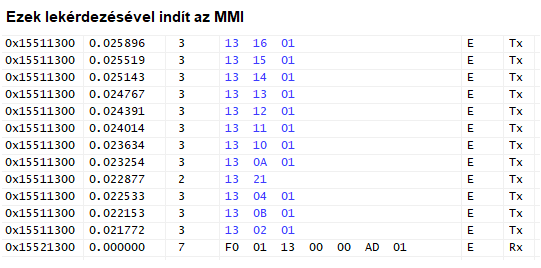 Ezek lekérdezésével indít az MMI
0x15511300 0.025896 3 13 16 01 E Tx
0x15511300 0.025519 3 13 15 01 E Tx
0x15511300 0.025143 3 13 14 01 E Tx
0x15511300 0.024767 3 13 13 01 E Tx
0x15511300 0.024391 3 13 12 01 E Tx
0x15511300 0.024014 3 13 11 01 E Tx
0x15511300 0.023634 3 13 10 01 E Tx
0x15511300 0.023254 3 13 0A 01 E Tx
0x15511300 0.022877 2 13 21 E Tx
0x15511300 0.022533 3 13 04 01 E Tx
0x15511300 0.022153 3 13 0B 01 E Tx
0x15511300 0.021772 3 13 02 01 E Tx
0x15521300 0.000000 7 F0 01 13 00 00 AD 01 E Rx